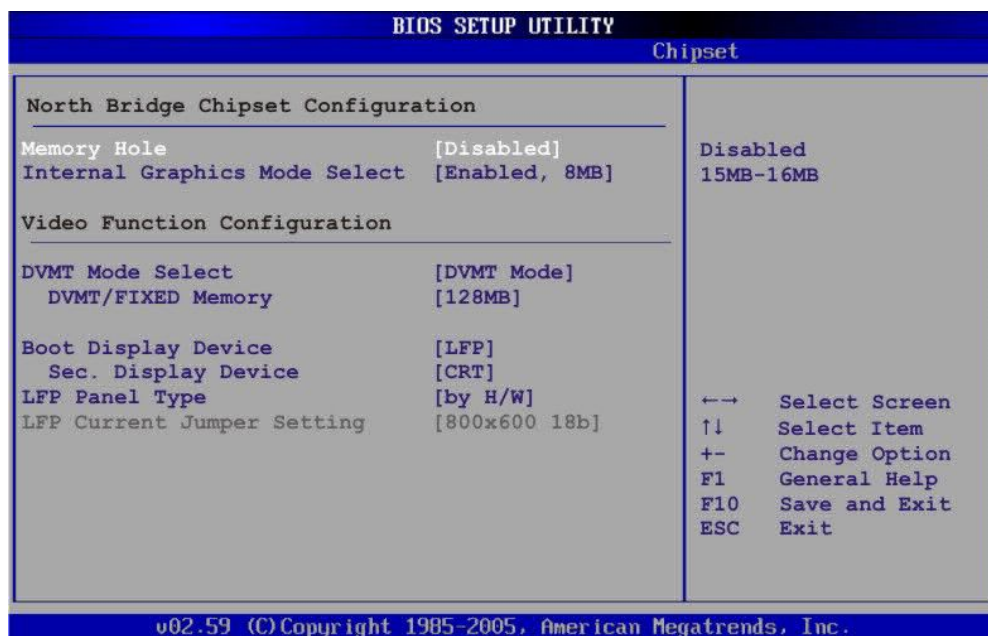 BIOS SETUP UTILITY
Chipset
North Bridge Chipset Configuration
Memory Hole [Disabled]
Internal Graphics Mode Select [Enabled, 8MB]
Video Function Configuration
DVMT Mode Select [DVMT Mode]
DVMT/FIXED Memory [128MB]
Boot Display Device [LFP]
Sec. Display Device [CRT]
LFP Panel Type [by H/W]
LFP Current Jumper Setting [800x600 18b]
Disabled
15MB-16MB
←→ Select Screen
↑↓ Select Item
+- Change Option
F1 General Help
F10 Save and Exit
ESC Exit
v02.59 (C)Copyright 1985-2005, American Megatrends, Inc.